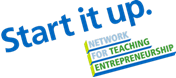 Start it up.
NETWORK
FOR TEACHING
ENTREPRENEURSHIP